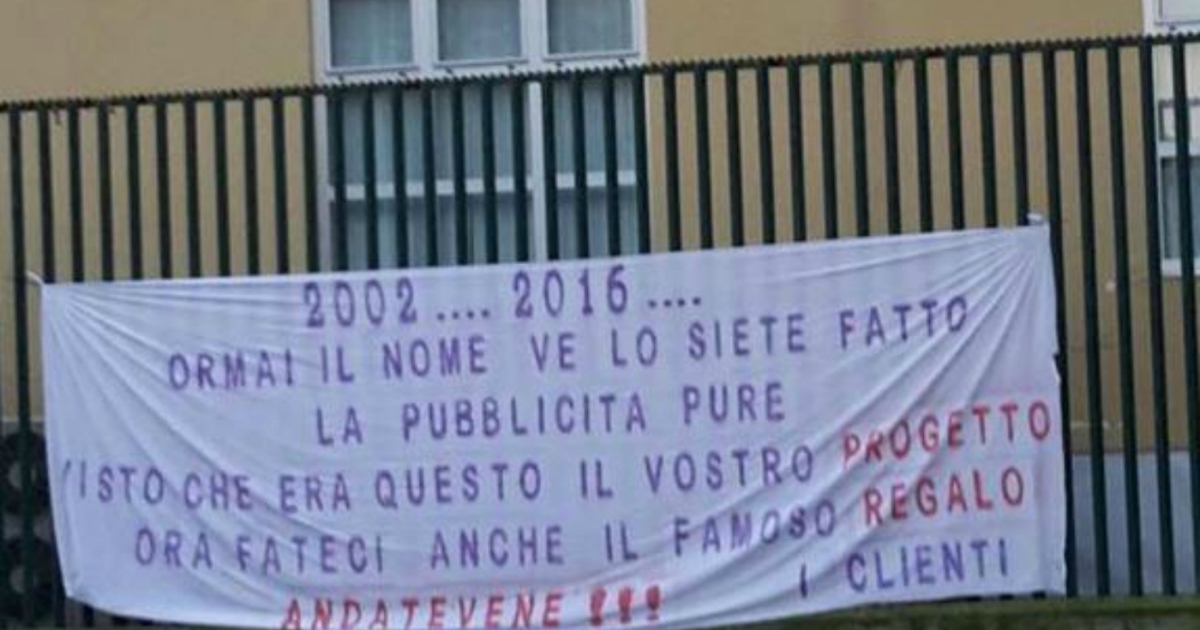 2002.... 2016....
ORMAI IL NOME VE LO SIETE FATTO
LA PUBBLICITA PURE
VISTO CHE ERA QUESTO IL VOSTRO PROGETTO
ORA FATECI ANCHE IL FAMOSO REGALO
ANDATEVENE !!!
I CLIENTI